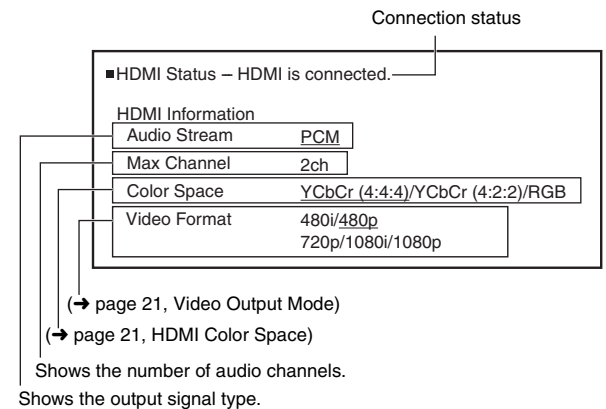 Connection status
■HDMI Status – HDMI is connected.
HDMI Information
Audio Stream PCM
Max Channel 2ch
Color Space YCbCr (4:4:4)/YCbCr (4:2:2)/RGB
Video Format 480i/480p
720p/1080i/1080p
(➜ page 21, Video Output Mode)
(➜ page 21, HDMI Color Space)
Shows the number of audio channels.
Shows the output signal type.